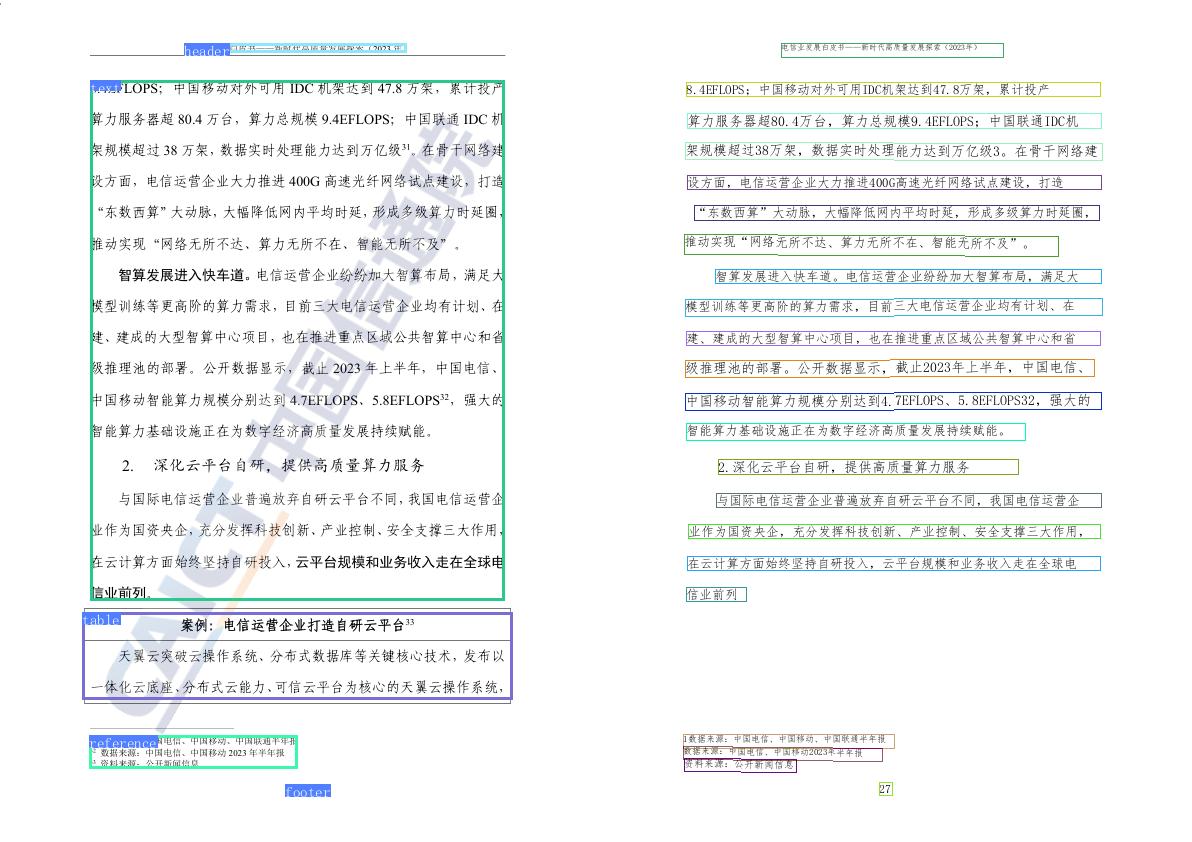 header
皮书——新时代高质量发展探索（2023年
text
FLOPS；中国移动对外可用 IDC 机架达到 47.8 万架，累计投产
算力服务器超 80.4 万台，算力总规模 9.4EFLOPS；中国联通 IDC 机
架规模超过 38 万架，数据实时处理能力达到万亿级31。在骨干网络建
设方面，电信运营企业大力推进 400G 高速光纤网络试点建设，打造
“东数西算”大动脉，大幅降低网内平均时延，形成多级算力时延圈，
推动实现“网络无所不达、算力无所不在、智能无所不及”。
智算发展进入快车道。电信运营企业纷纷加大智算布局，满足大
模型训练等更高阶的算力需求，目前三大电信运营企业均有计划、在
建、建成的大型智算中心项目，也在推进重点区域公共智算中心和省
级推理池的部署。公开数据显示，截止 2023 年上半年，中国电信、
中国移动智能算力规模分别达到 4.7EFLOPS、5.8EFLOPS32，强大的
智能算力基础设施正在为数字经济高质量发展持续赋能。
2. 深化云平台自研，提供高质量算力服务
与国际电信运营企业普遍放弃自研云平台不同，我国电信运营企
业作为国资央企，充分发挥科技创新、产业控制、安全支撑三大作用，
在云计算方面始终坚持自研投入，云平台规模和业务收入走在全球电
信业前列。
table
案例：电信运营企业打造自研云平台33
天翼云突破云操作系统、分布式数据库等关键核心技术，发布以
一体化云底座、分布式云能力、可信云平台为核心的天翼云操作系统，
reference
国电信、中国移动、中国联通半年报
数据来源：中国电信、中国移动 2023 年半年报
资料来源：公开新闻信息
footer
CAICT 中国信通院
电信业发展白皮书——新时代高质量发展探索（2023年）
8.4EFLOPS；中国移动对外可用IDC机架达到47.8万架，累计投产
算力服务器超80.4万台，算力总规模9.4EFLOPS；中国联通IDC机
架规模超过38万架，数据实时处理能力达到万亿级3。在骨干网络建
设方面，电信运营企业大力推进400G高速光纤网络试点建设，打造
“东数西算”大动脉，大幅降低网内平均时延，形成多级算力时延圈，
推动实现“网络无所不达、算力无所不在、智能无所不及”。
智算发展进入快车道。电信运营企业纷纷加大智算布局，满足大
模型训练等更高阶的算力需求，目前三大电信运营企业均有计划、在
建、建成的大型智算中心项目，也在推进重点区域公共智算中心和省
级推理池的部署。公开数据显示，截止2023年上半年，中国电信、
中国移动智能算力规模分别达到4.7EFLOPS、5.8EFLOPS32，强大的
智能算力基础设施正在为数字经济高质量发展持续赋能。
2.深化云平台自研，提供高质量算力服务
与国际电信运营企业普遍放弃自研云平台不同，我国电信运营企
业作为国资央企，充分发挥科技创新、产业控制、安全支撑三大作用，
在云计算方面始终坚持自研投入，云平台规模和业务收入走在全球电
信业前列
1数据来源：中国电信、中国移动、中国联通半年报
数据来源：中国电信、中国移动2023年半年报
资料来源：公开新闻信息
27